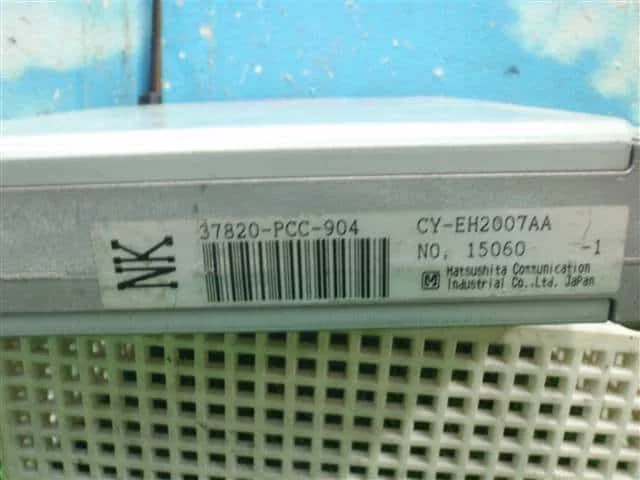 NK
37820-PCC-904
CY-EH2007AA
NO. 15060 -1
Matsushita Communication
Industrial Co.,Ltd. JaPan